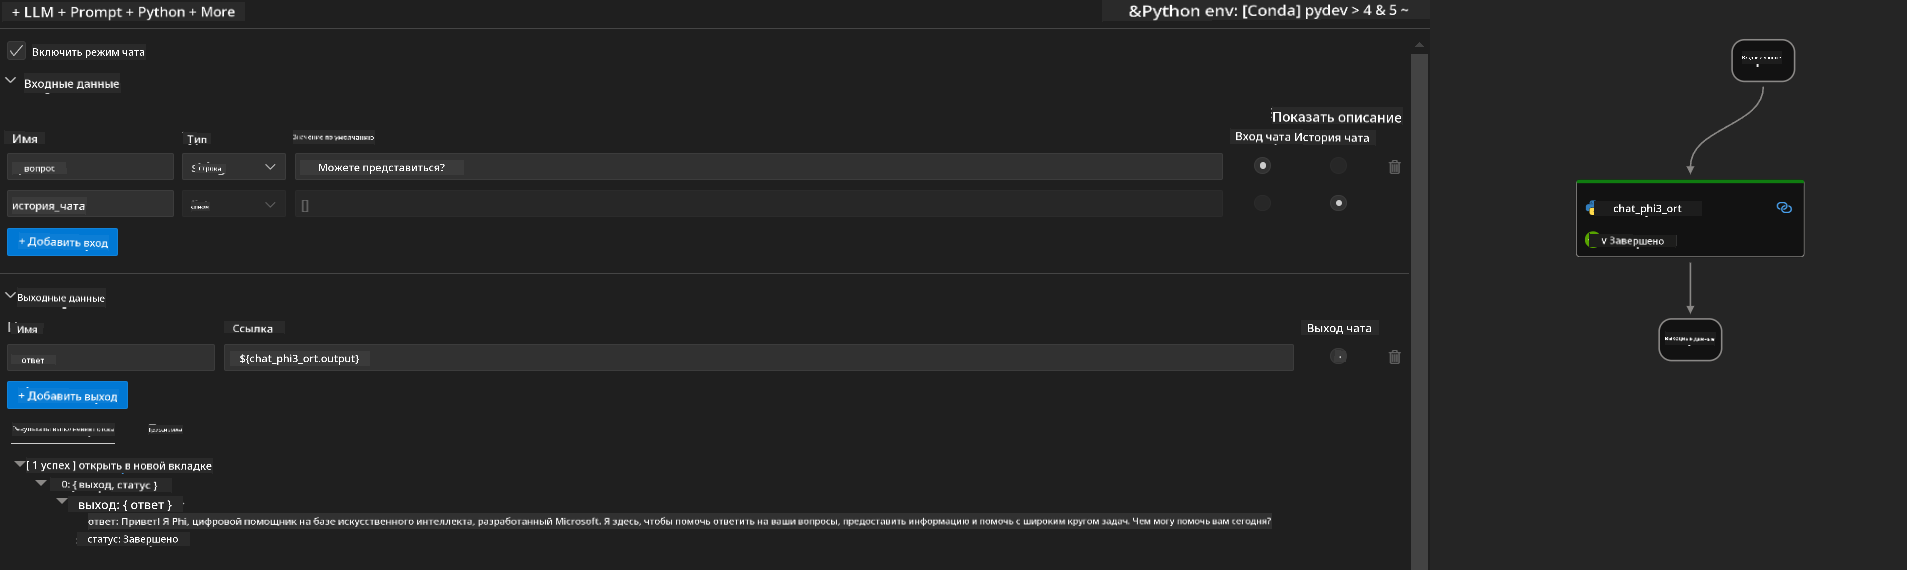 + LLM + Prompt + Python + More
&Python env: [Conda] pydev > 4 & 5 ~
Включить режим чата
Входные данные
Показать описание
Имя Тип Значение по умолчанию Вход чата История чата
вопрос Строка Можете представиться?
история_чата список []
+ Добавить вход
Выходные данные
Имя Ссылка Выход чата
ответ ${chat_phi3_ort.output}
+ Добавить выход
[ 1 успех ] открыть в новой вкладке
0: { выход, статус }
выход: { ответ }
ответ: Привет! Я Phi, цифровой помощник на базе искусственного интеллекта, разработанный Microsoft. Я здесь, чтобы помочь ответить на ваши вопросы, предоставить информацию и помочь с широким кругом задач. Чем могу помочь вам сегодня?
статус: Завершено
chat_phi3_ort
v Завершено
Выходные данные